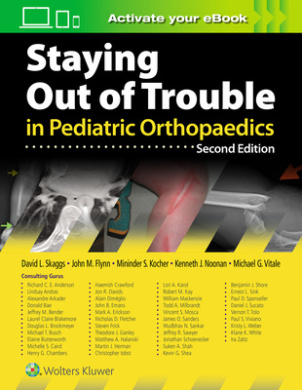 Activate your eBook
Staying
Out of Trouble
in Pediatric Orthopaedics
Second Edition
David L. Skaggs • John M. Flynn • Mininder S. Kocher • Kenneth J. Noonan • Michael G. Vitale
Consulting Gurus
• Richard C. E. Anderson
• Lindsay Andras
• Alexandre Arkader
• Donald Bae
• Jeffrey M. Bender
• Laurel Claire Blakemore
• Douglas L. Brockmeyer
• Michael T. Busch
• Elaine Butterworth
• Michelle S. Caird
• Henry G. Chambers
• Haemish Crawford
• Jon R. Davids
• Alain Diméglio
• John B. Emans
• Mark A. Erickson
• Nicholas D. Fletcher
• Steven Frick
• Theodore J. Ganley
• Matthew A. Halanski
• Martin J. Herman
• Christopher Iobst
• Lori A. Karol
• Robert M. Kay
• William Mackenzie
• Todd A. Milbrandt
• Vincent S. Mosca
• James O. Sanders
• Wudbhav N. Sankar
• Jeffrey R. Sawyer
• Jonathan Schoenecker
• Suken A. Shah
• Kevin G. Shea
• Benjamin J. Shore
• Ernest L. Sink
• Paul D. Sponseller
• Daniel J. Sucato
• Vernon T. Tolo
• Paul S. Viviano
• Kristy L. Weber
• Klane K. White
• Ira Zaltz
Wolters Kluwer